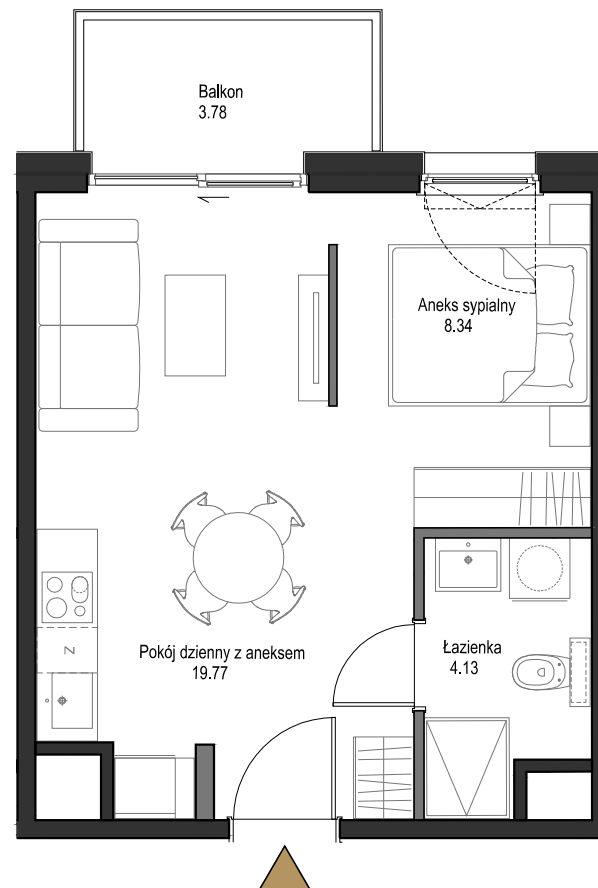 Balkon
3.78
Aneks sypialny
8.34
Pokój dzienny z aneksem
19.77
Łazienka
4.13
Z